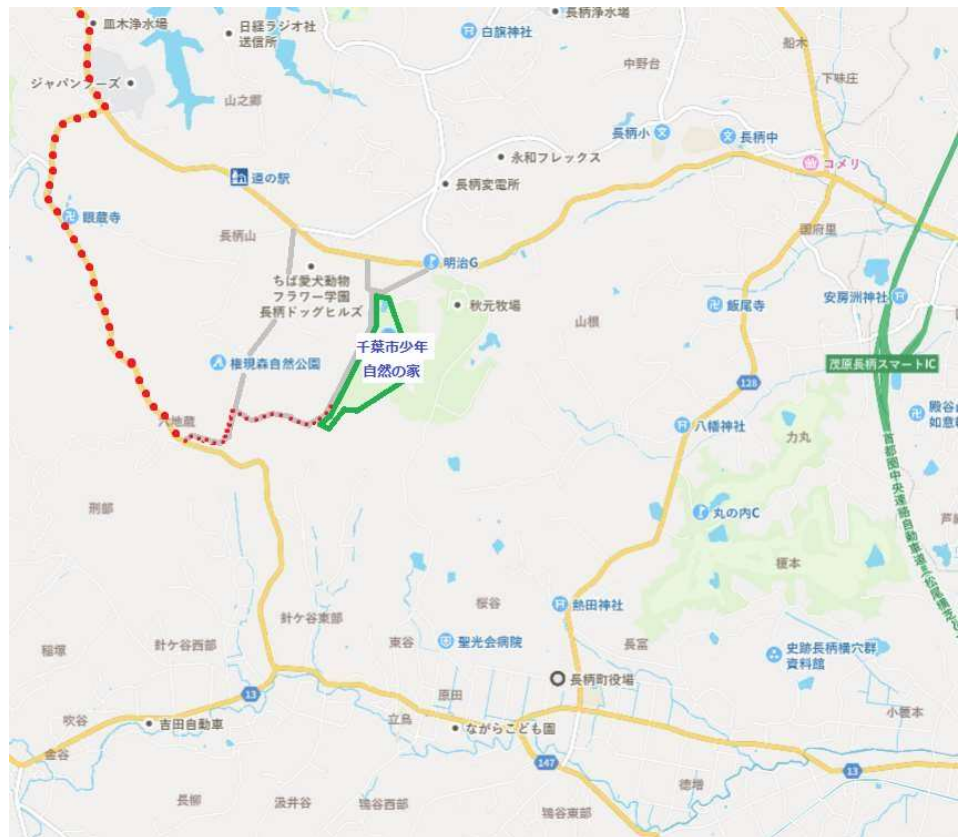 皿木浄水場
日経ラジオ社
送信所
長柄浄水場
白旗神社
船木
中野台
下味庄
ジャパンフーズ
山之郷
長柄小
長柄中
永和フレックス
コメリ
道の駅
長柄変電所
眼蔵寺
長柄山
国府里
明治G
ちば愛犬動物
フラワー学園
長柄ドッグヒルズ
秋元牧場
飯尾寺
安房洲神社
山根
千葉市少年
自然の家
権現森自然公園
茂原長柄スマートIC
128
殿谷
如意
八幡神社
六地蔵
力丸
首都圏中央連絡自動車道
松尾横芝
刑部
丸の内C
芦網
榎本
桜谷
熱田神社
針ケ谷東部
針ケ谷西部
稲塚
東谷
聖光会病院
長富
史跡長柄横穴群
資料館
長柄町役場
13
原田
吹谷
吉田自動車
立鳥
ながらこども園
小榎本
金谷
147
13
徳増
長柳
汲井谷
鴇谷西部
鴇谷東部